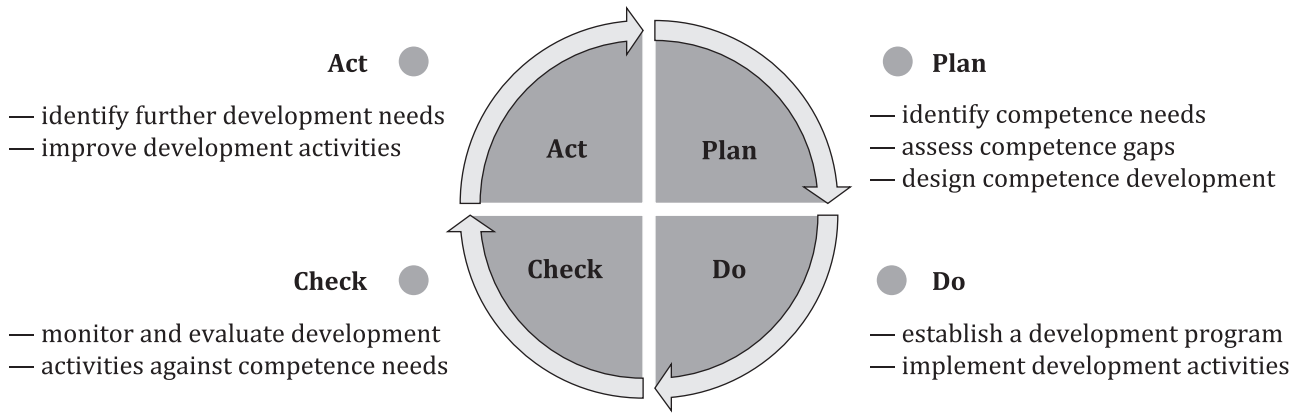 Act
— identify further development needs
— improve development activities
Plan
— identify competence needs
— assess competence gaps
— design competence development
Act
Plan
Check
Do
Check
— monitor and evaluate development
— activities against competence needs
Do
— establish a development program
— implement development activities